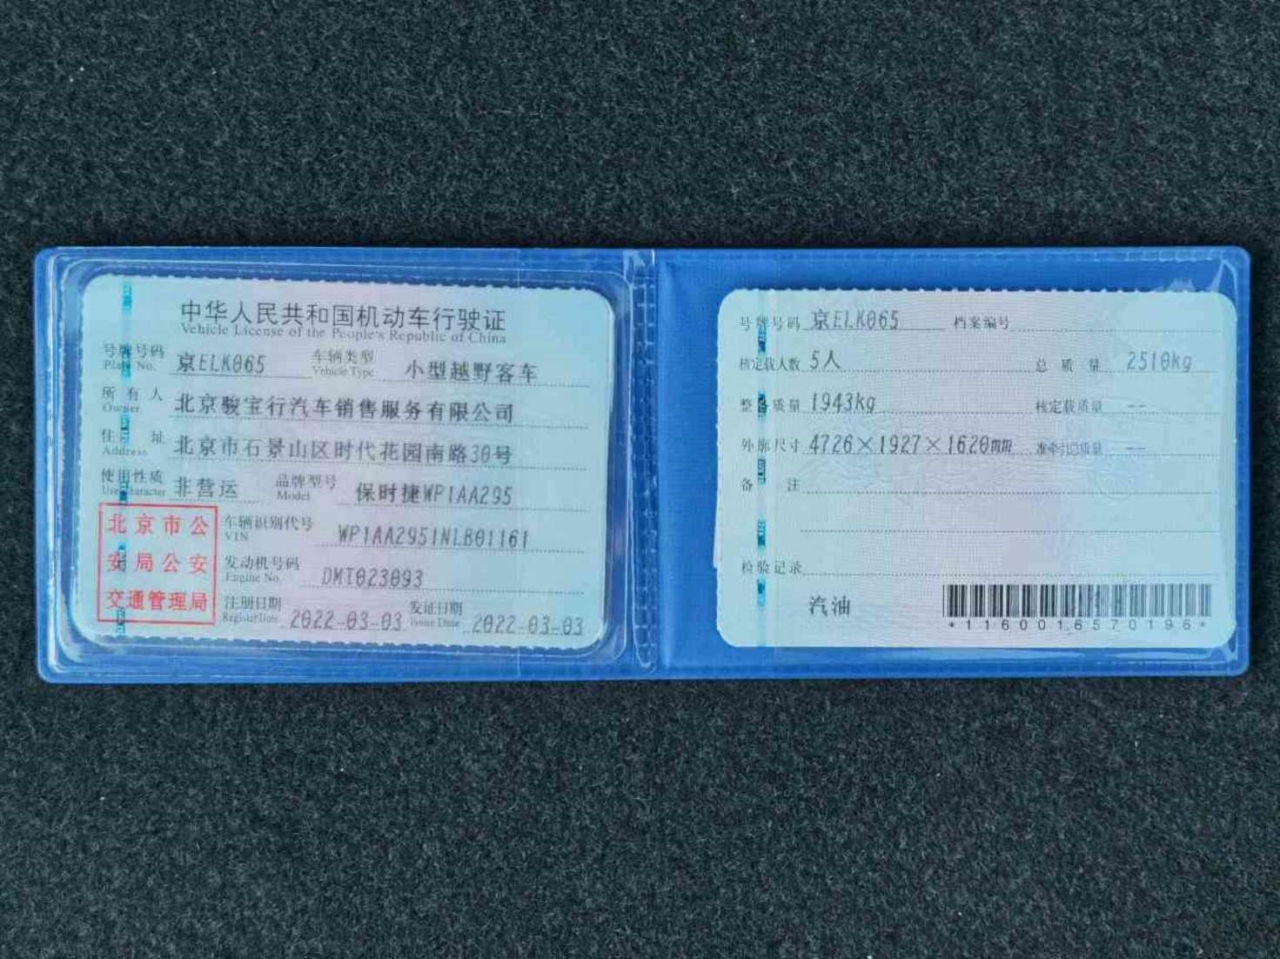 中华人民共和国机动车行驶证
Vehicle License of the People's Republic of China
号牌号码 京ELK065 车辆类型 小型越野客车
Plate No. Vehicle Type
所有人 北京骏宝行汽车销售服务有限公司
Owner
住址 北京市石景山区时代花园南路30号
Address
使用性质 非营运 品牌型号 保时捷WP1AA295
Use Character Model
北京市公
安局公安
交通管理局
车辆识别代号 WP1AA2951NLB01161
VIN
发动机号码 DMT023093
Engine No.
注册日期 2022-03-03 发证日期 2022-03-03
Register Date Issue Date
号牌号码 京ELK065 档案编号
核定载人数 5人 总质量 2510kg
整备质量 1943kg 核定载质量 --
外廓尺寸 4726×1927×1620mm 准牵引总质量 --
备注
检验记录
汽油
*1160016570196*